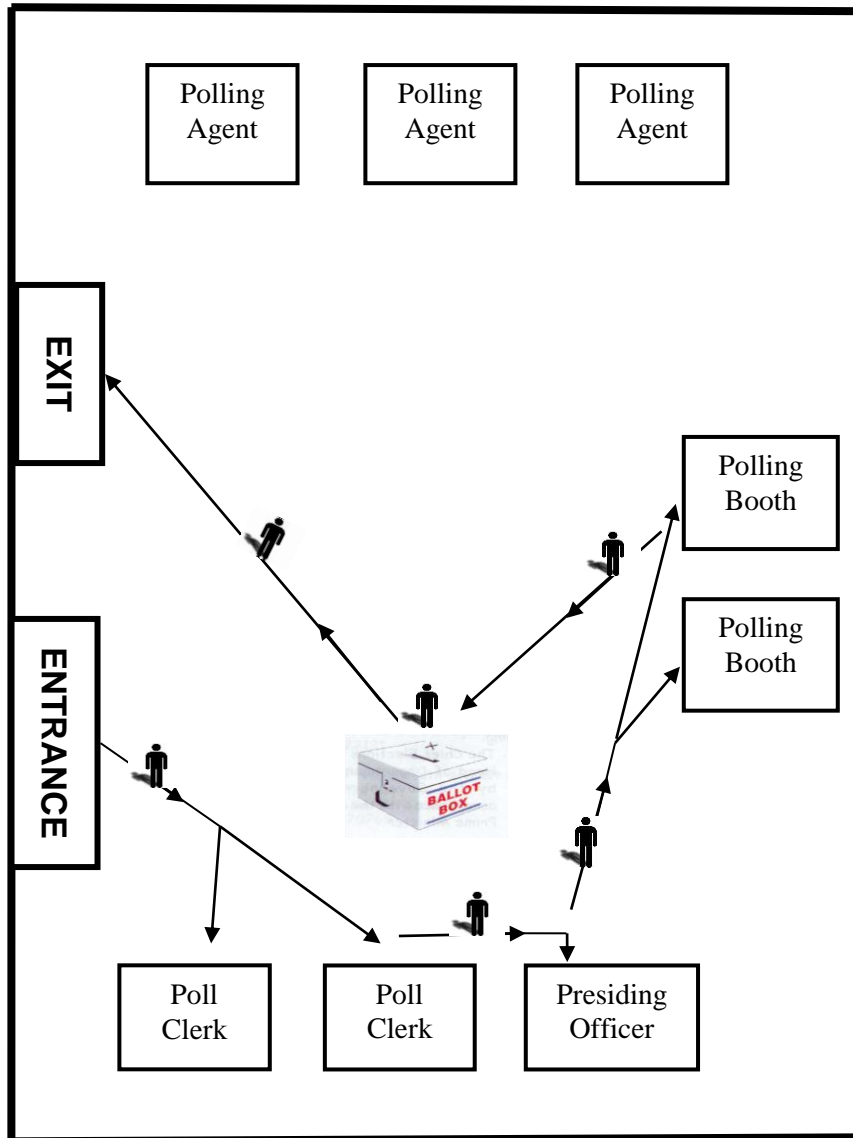 Polling
Agent
Polling
Agent
Polling
Agent
EXIT
Polling
Booth
Polling
Booth
ENTRANCE
BALLOT
BOX
Poll
Clerk
Poll
Clerk
Presiding
Officer